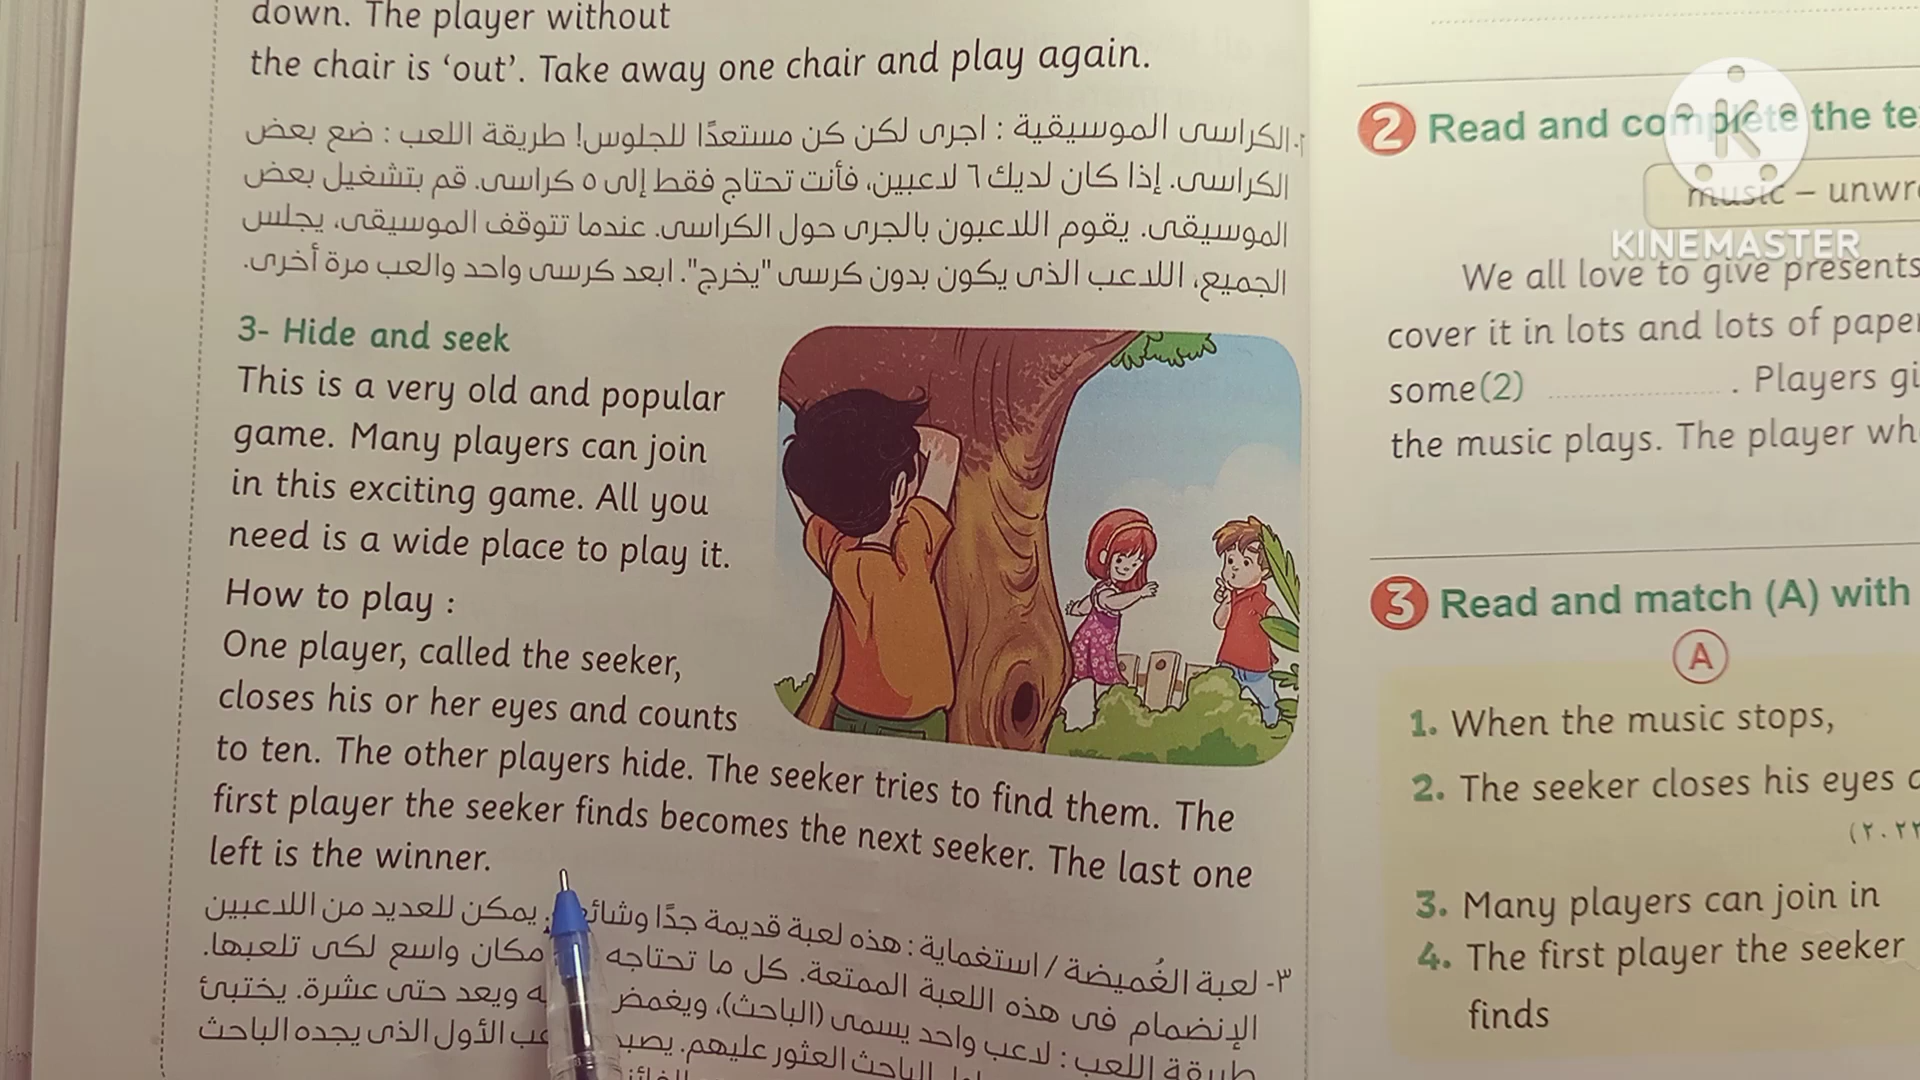 down. The player without
the chair is ‘out’. Take away one chair and play again.
٢-الكراسى الموسيقية : اجرى لكن كن مستعدًا للجلوس! طريقة اللعب : ضع بعض
الكراسى. إذا كان لديك ٦ لاعبين، فأنت تحتاج فقط إلى ٥ كراسى. قم بتشغيل بعض
الموسيقى. يقوم اللاعبون بالجرى حول الكراسى. عندما تتوقف الموسيقى، يجلس
الجميع، اللاعب الذى يكون بدون كرسى "يخرج". ابعد كرسى واحد والعب مرة أخرى.
3- Hide and seek
This is a very old and popular
game. Many players can join
in this exciting game. All you
need is a wide place to play it.
How to play :
One player, called the seeker,
closes his or her eyes and counts
to ten. The other players hide. The seeker tries to find them. The
first player the seeker finds becomes the next seeker. The last one
left is the winner.
٣- لعبة الغُميضة / استغماية : هذه لعبة قديمة جدًا يمكن للعديد من اللاعبين
الإنضمام فى هذه اللعبة الممتعة. كل ما تحتاجه مكان واسع لكى تلعبها.
طريقة اللعب : لاعب واحد يسمى (الباحث)، ويغمض ويعد حتى عشرة. يختبئ
الباحث العثور عليهم. الأول الذى يجده الباحث
2 Read and complete the
music –
We all love to give presents
cover it in lots and lots of paper
some(2) . Players
the music plays. The player
3 Read and match (A) with
A
1. When the music stops,
2. The seeker closes his eyes
3. Many players can join in
4. The first player the seeker
finds
KINEMASTER